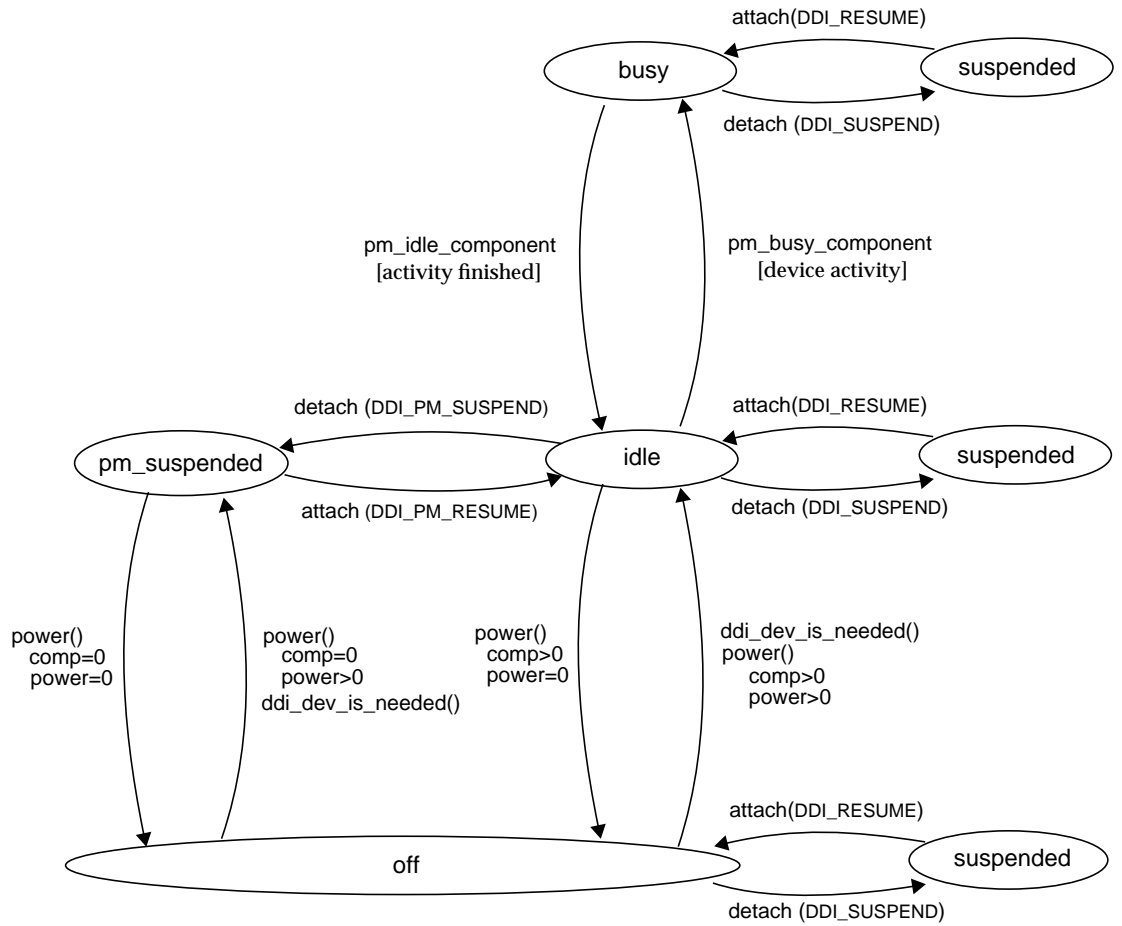 attach(DDI_RESUME)
busy
suspended
detach (DDI_SUSPEND)
pm_idle_component
[activity finished]
pm_busy_component
[device activity]
detach (DDI_PM_SUSPEND)
attach(DDI_RESUME)
pm_suspended
idle
suspended
attach (DDI_PM_RESUME)
detach (DDI_SUSPEND)
power()
comp=0
power=0
power()
comp=0
power>0
ddi_dev_is_needed()
power()
comp>0
power=0
ddi_dev_is_needed()
power()
comp>0
power>0
attach(DDI_RESUME)
off
suspended
detach (DDI_SUSPEND)